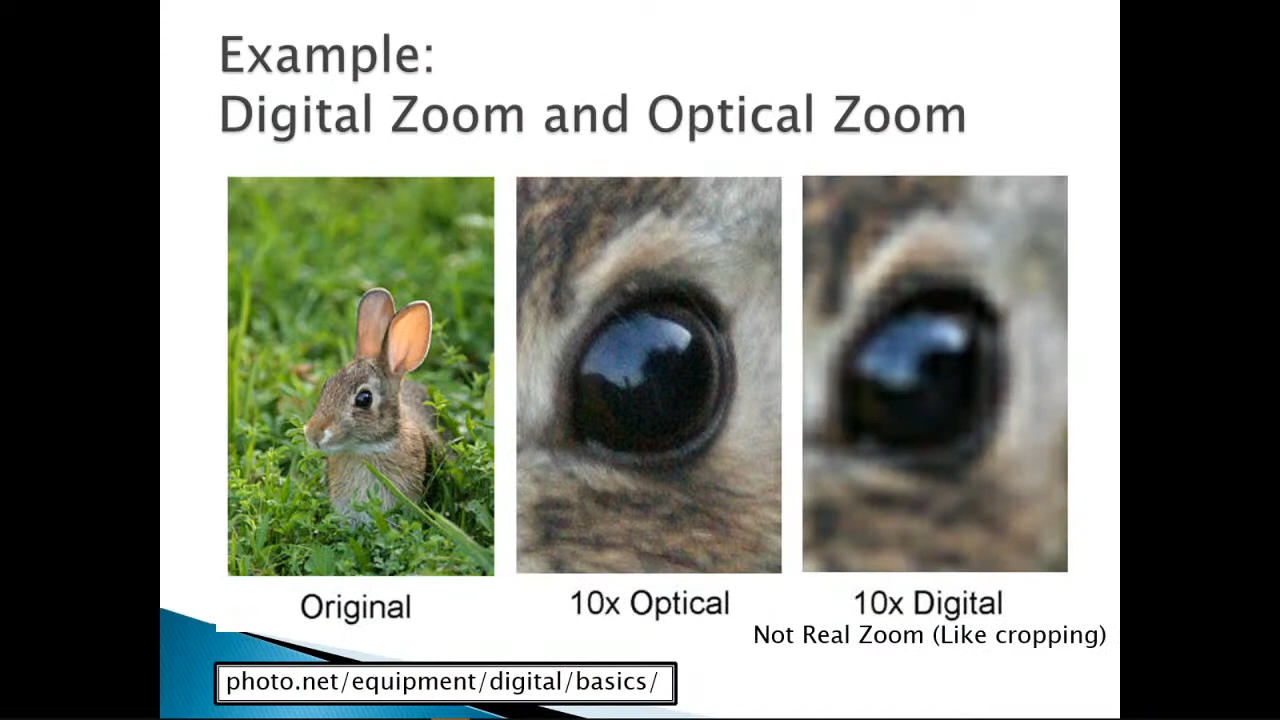 Example:
Digital Zoom and Optical Zoom
Original
10x Optical
10x Digital
Not Real Zoom (Like cropping)
photo.net/equipment/digital/basics/